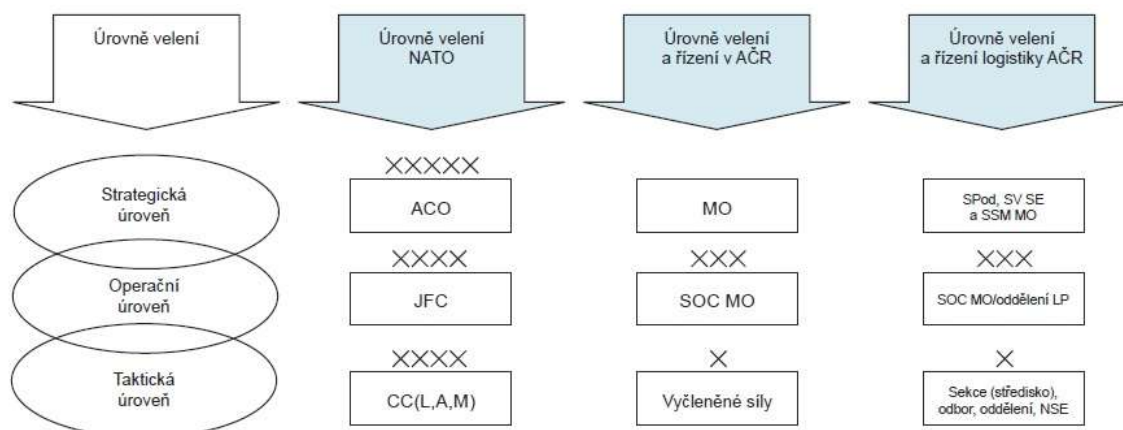 Úrovně velení
Úrovně velení
NATO
Úrovně velení
a řízení v AČR
Úrovně velení
a řízení logistiky AČR
Strategická
úroveň
XXXXX
ACO
MO
SPod, SV SE
a SSM MO
Operační
úroveň
XXXX
JFC
XXX
SOC MO
XXX
SOC MO/oddělení LP
Taktická
úroveň
XXXX
CC(L,A,M)
X
Vyčleněné síly
X
Sekce (středisko),
odbor, oddělení, NSE